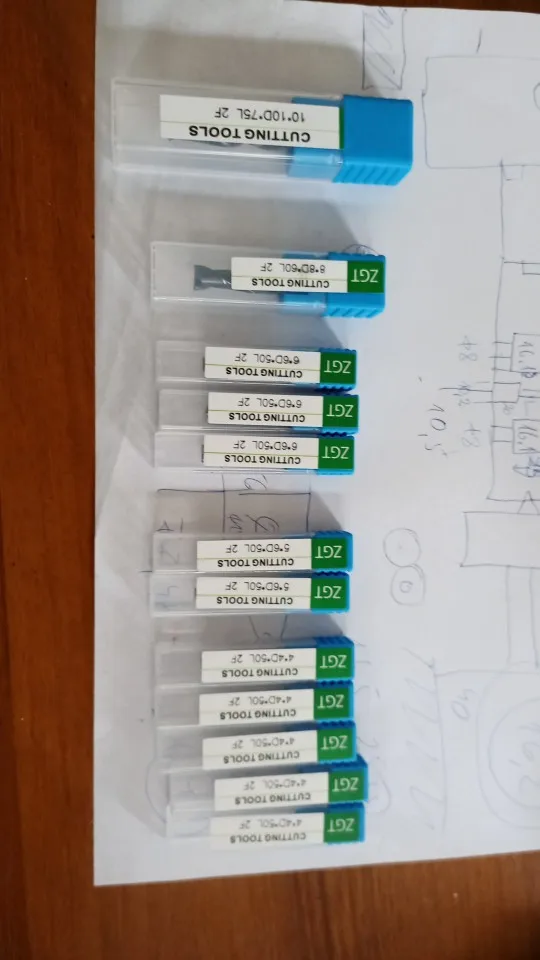 CUTTING TOOLS
10*10D*75L 2F
ZGT
CUTTING TOOLS
8*8D*60L 2F
ZGT
CUTTING TOOLS
6*6D*50L 2F
ZGT
CUTTING TOOLS
6*6D*50L 2F
ZGT
CUTTING TOOLS
6*6D*50L 2F
ZGT
CUTTING TOOLS
5*6D*50L 2F
ZGT
CUTTING TOOLS
5*6D*50L 2F
ZGT
CUTTING TOOLS
4*4D*50L 2F
ZGT
CUTTING TOOLS
4*4D*50L 2F
ZGT
CUTTING TOOLS
4*4D*50L 2F
ZGT
CUTTING TOOLS
4*4D*50L 2F
ZGT
CUTTING TOOLS
4*4D*50L 2F
10,5